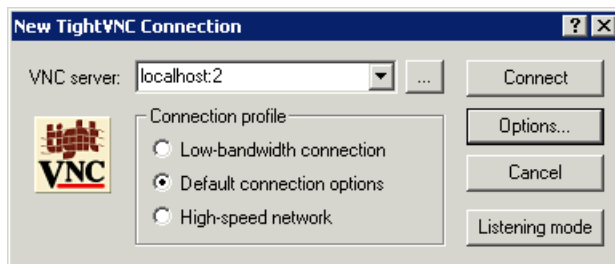 New TightVNC Connection
VNC server:
localhost:2
...
Connect
Connection profile
Options...
Low-bandwidth connection
Default connection options
Cancel
High-speed network
Listening mode
tight
VNC